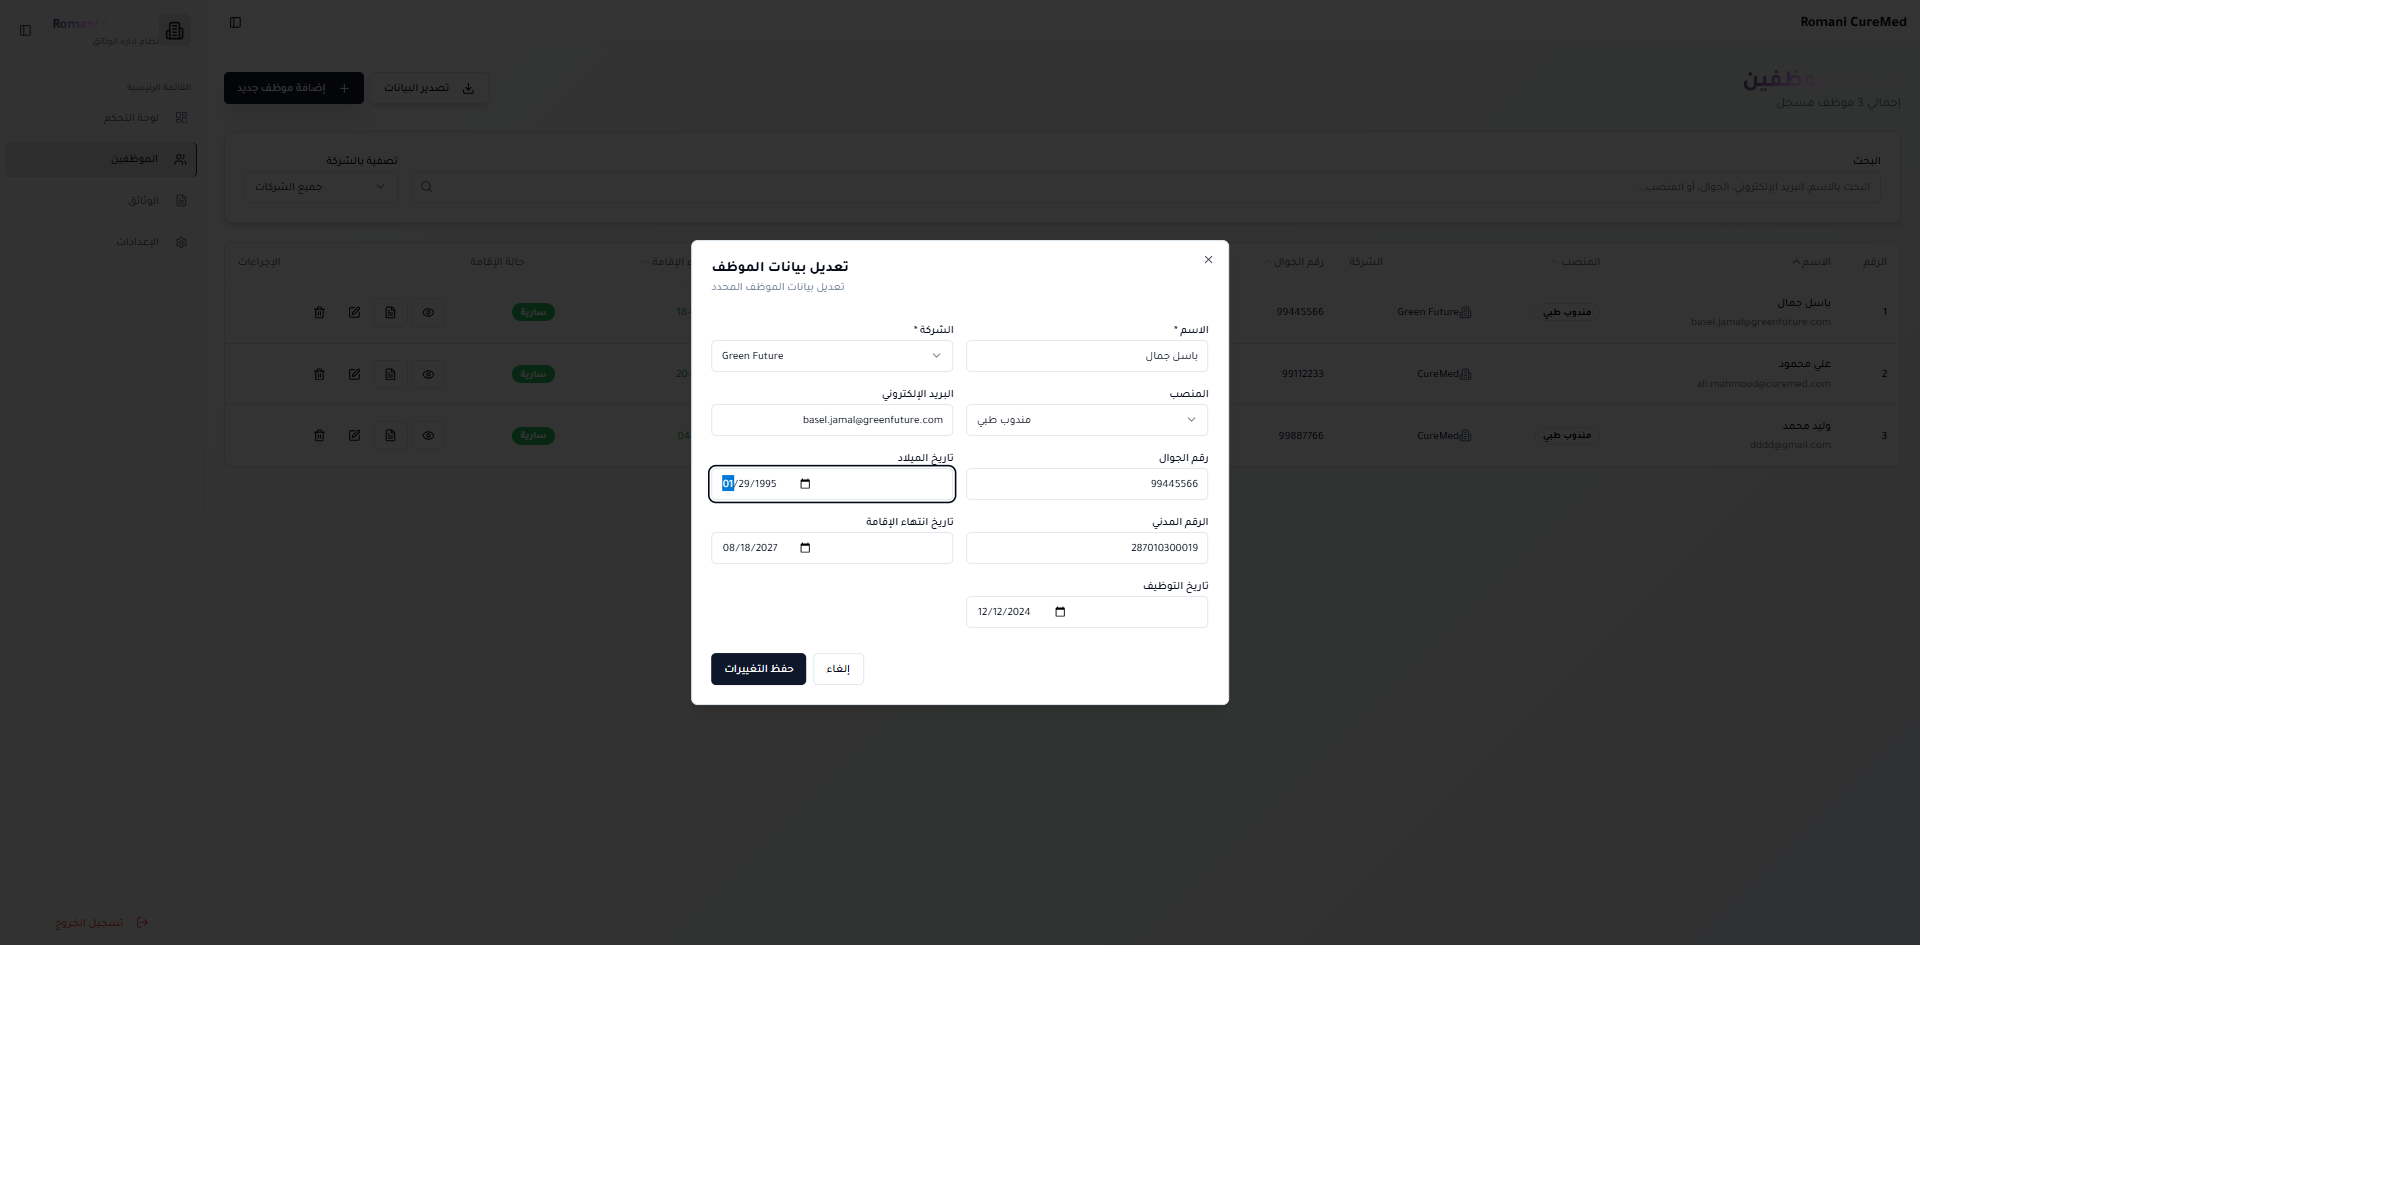 Romani CureMed
Romani
نظام إدارة الوثائق
القائمة الرئيسية
لوحة التحكم
الموظفين
الوثائق
الإعدادات
تسجيل الخروج
إجمالي 3 موظف مسجل
تصدير البيانات
إضافة موظف جديد
البحث
تصفية بالشركة
البحث بالاسم، البريد الإلكتروني، الجوال، أو المنصب...
جميع الشركات
الرقم الاسم المنصب الشركة رقم الجوال الإقامة حالة الإقامة الإجراءات
1 باسل جمال مندوب طبي Green Future 99445566 18- سارية
basel.jamal@greenfuture.com
2 علي محمود CureMed 99112233 20- سارية
ali.mahmoud@curemed.com
3 وليد محمد مندوب طبي CureMed 99887766 04 سارية
dddd@gmail.com
تعديل بيانات الموظف
تعديل بيانات الموظف المحدد
الاسم *
باسل جمال
الشركة *
Green Future
المنصب
مندوب طبي
البريد الإلكتروني
basel.jamal@greenfuture.com
رقم الجوال
99445566
تاريخ الميلاد
01/29/1995
الرقم المدني
287010300019
تاريخ انتهاء الإقامة
08/18/2027
تاريخ التوظيف
12/12/2024
إلغاء
حفظ التغييرات